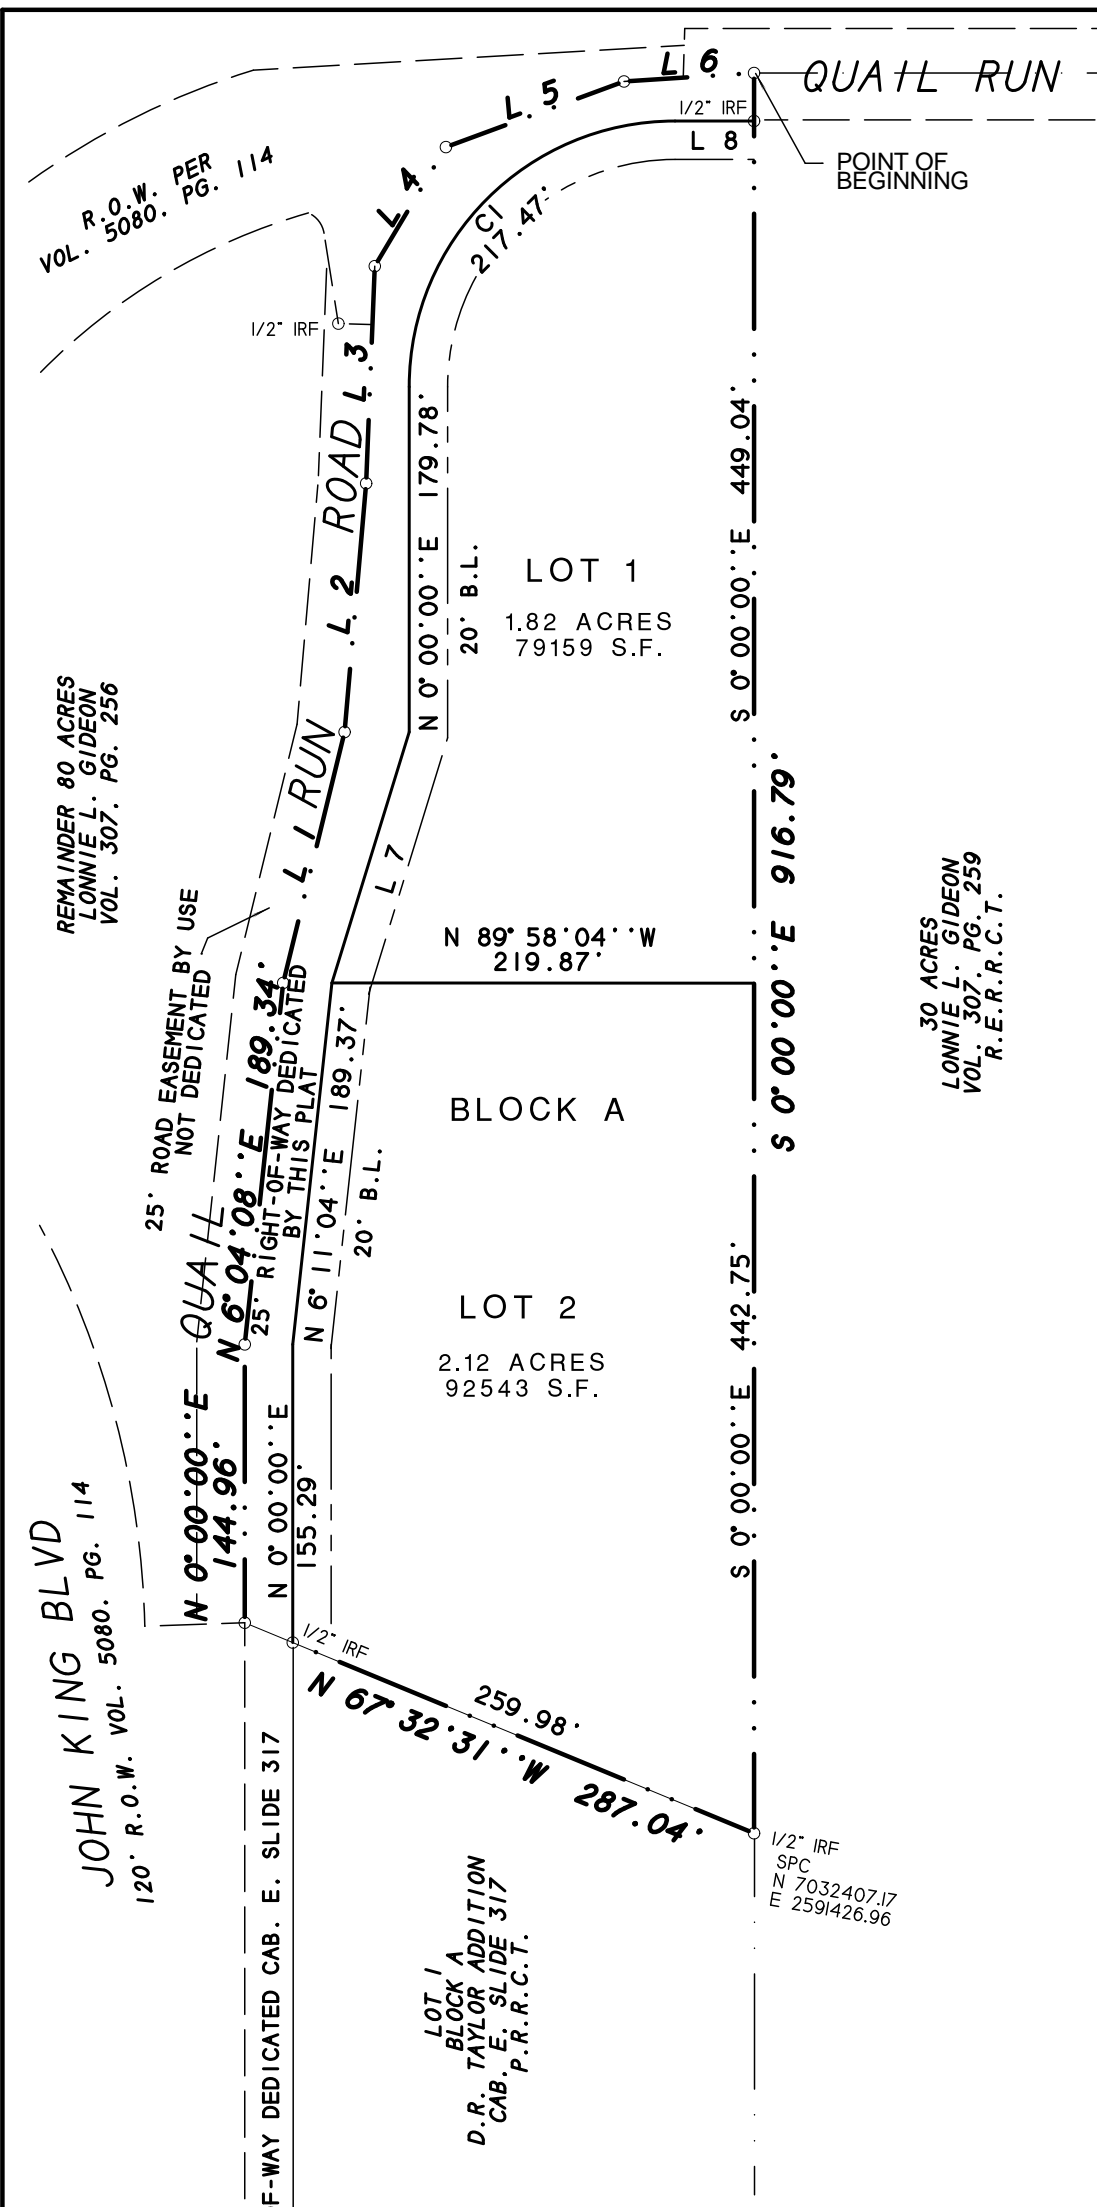 QUAIL RUN
L 6
L 5
1/2" IRF
L 8
POINT OF
BEGINNING
R.O.W. PER
VOL. 5080. PG. 114
L 4
C1
217.47'
1/2" IRF
L 3
N 0°00'00''E 179.78'
20' B.L.
S 0°00'00''E 449.04'
L 2
LOT 1
1.82 ACRES
79159 S.F.
REMAINDER 80 ACRES
LONNIE L. GIDEON
VOL. 307. PG. 256
QUAIL RUN ROAD
L 1
L 7
S 0°00'00''E 916.79'
N 89°58'04''W
219.87'
30 ACRES
LONNIE L. GIDEON
VOL. 307. PG. 259
R.E.R.R.C.T.
25' ROAD EASEMENT BY USE
NOT DEDICATED
N 6°04'08''E 189.34'
25' RIGHT-OF-WAY DEDICATED
BY THIS PLAT
N 6°11'04''E 189.37'
20' B.L.
BLOCK A
LOT 2
2.12 ACRES
92543 S.F.
S 0°00'00''E 442.75'
N 0°00'00''E
144.96'
N 0°00'00''E
155.29'
JOHN KING BLVD
120' R.O.W. VOL. 5080. PG. 114
1/2" IRF
259.98'
N 67°32'31''W 287.04'
1/2" IRF
SPC
N 7032407.17
E 2591426.96
F-WAY DEDICATED CAB. E. SLIDE 317
LOT 1
BLOCK A
D.R. TAYLOR ADDITION
CAB. E. SLIDE 317
P.R.R.C.T.